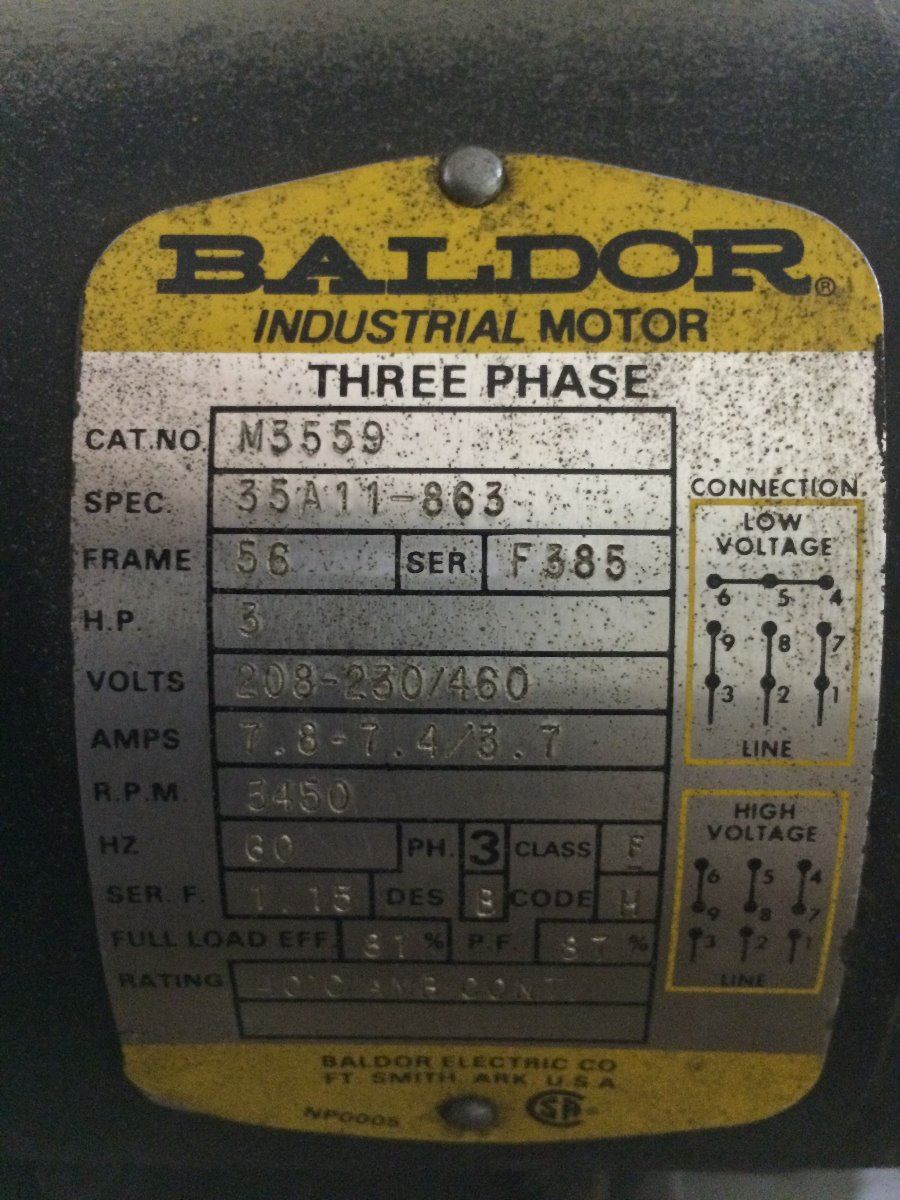 BALDOR®
INDUSTRIAL MOTOR
THREE PHASE
CAT.NO. M3559
SPEC. 35A11-863
FRAME 56 SER. F385
H.P. 3
VOLTS 208-230/460
AMPS 7.8-7.4/3.7
R.P.M. 3450
HZ 60 PH. 3 CLASS F
SER. F. 1.15 DES B CODE H
FULL LOAD EFF. 81 % P.F. 87 %
RATING 40°C AMB CONT.
CONNECTION
LOW
VOLTAGE
6 5 4
9 8 7
3 2 1
LINE
HIGH
VOLTAGE
6 5 4
9 8 7
3 2 1
LINE
BALDOR ELECTRIC CO
FT. SMITH, ARK. U.S.A
NP0005 SA